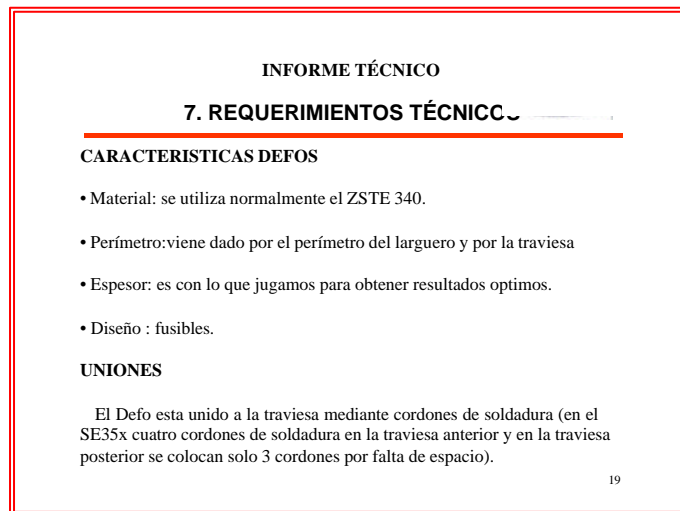 INFORME TÉCNICO
7. REQUERIMIENTOS TÉCNICOS
CARACTERISTICAS DEFOS
• Material: se utiliza normalmente el ZSTE 340.
• Perímetro:viene dado por el perímetro del larguero y por la traviesa
• Espesor: es con lo que jugamos para obtener resultados optimos.
• Diseño : fusibles.
UNIONES
El Defo esta unido a la traviesa mediante cordones de soldadura (en el
SE35x cuatro cordones de soldadura en la traviesa anterior y en la traviesa
posterior se colocan solo 3 cordones por falta de espacio).
19